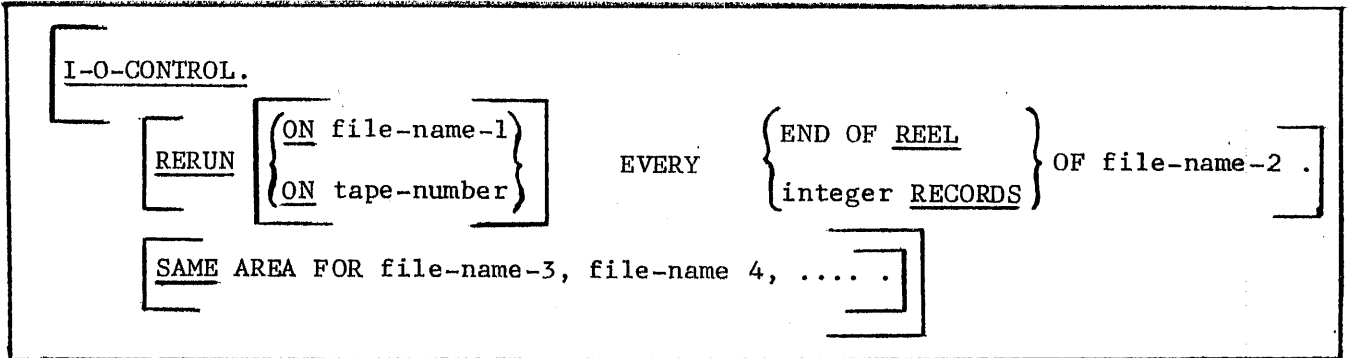 I-O-CONTROL.
ON file-name-1 END OF REEL
RERUN EVERY OF file-name-2 .
ON tape-number integer RECORDS
SAME AREA FOR file-name-3, file-name 4, .... .